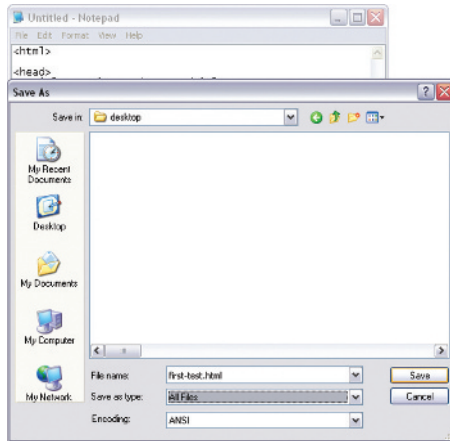 Untitled - Notepad
File Edit Format View Help
<html>
<head>
Save As
Save in:
desktop
My Recent
Documents
Desktop
My Documents
My Computer
My Network
File name:
first-test.html
Save
Save as type:
All Files
Cancel
Encoding:
ANSI